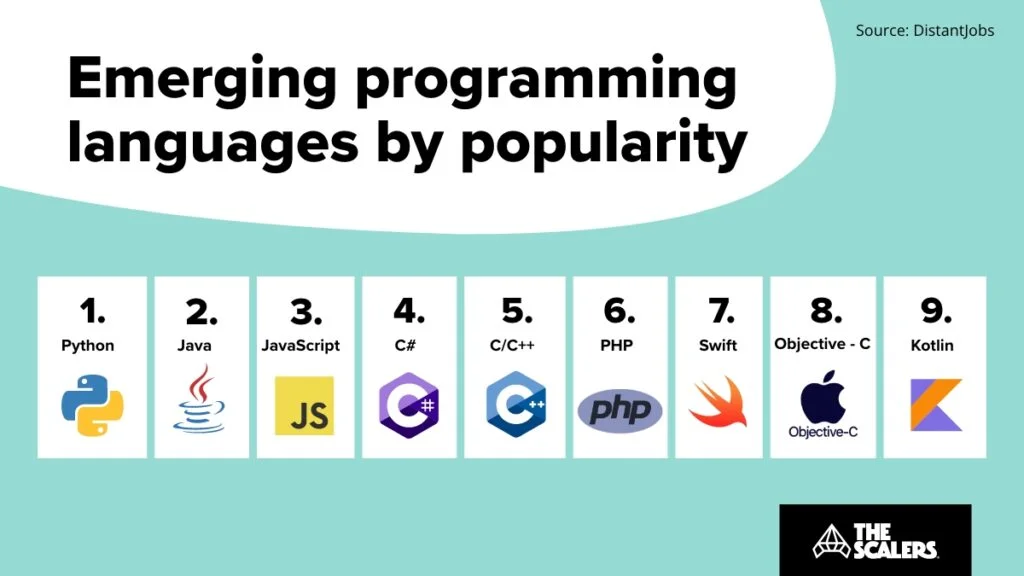 Source: DistantJobs
Emerging programming
languages by popularity
1.
Python
2.
Java
3.
JavaScript
JS
4.
C#
C#
5.
C/C++
C++
6.
PHP
php
7.
Swift
8.
Objective - C
Objective-C
9.
Kotlin
THE
SCALERS